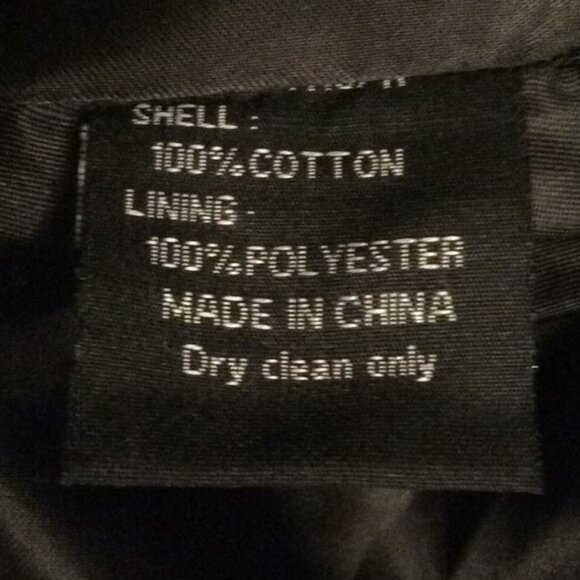 SHELL :
100%COTTON
LINING-
100%POLYESTER
MADE IN CHINA
Dry clean only